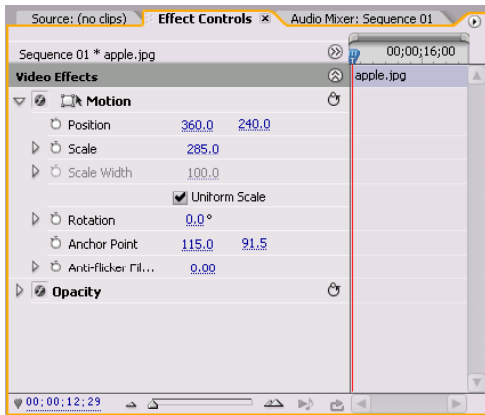 Source: (no clips) Effect Controls × Audio Mixer: Sequence 01
Sequence 01 * apple.jpg 00;00;16;00
Video Effects apple.jpg
Motion
Position 360.0 240.0
Scale 285.0
Scale Width 100.0
Uniform Scale
Rotation 0.0°
Anchor Point 115.0 91.5
Anti-flicker Fil... 0.00
Opacity
00;00;12;29